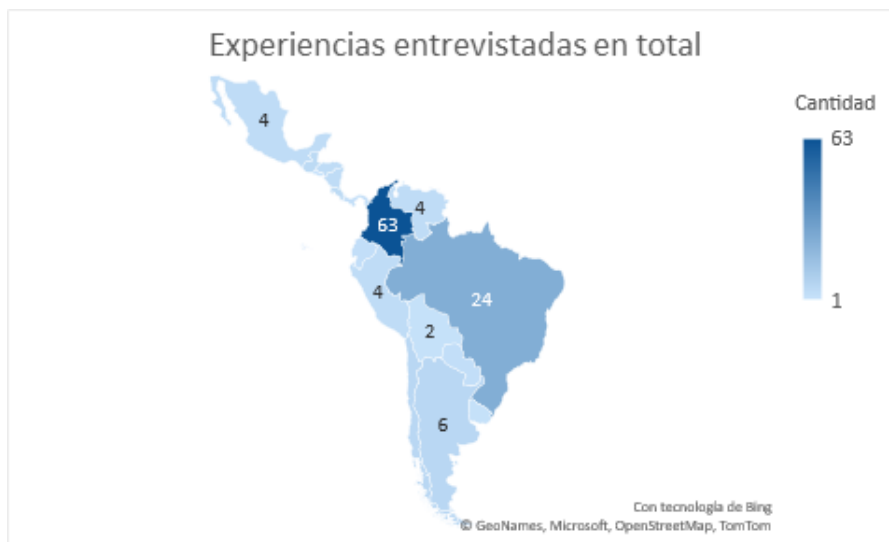 Experiencias entrevistadas en total
Cantidad
63
1
4
4
63
4
24
2
6
Con tecnología de Bing
© GeoNames, Microsoft, OpenStreetMap, TomTom